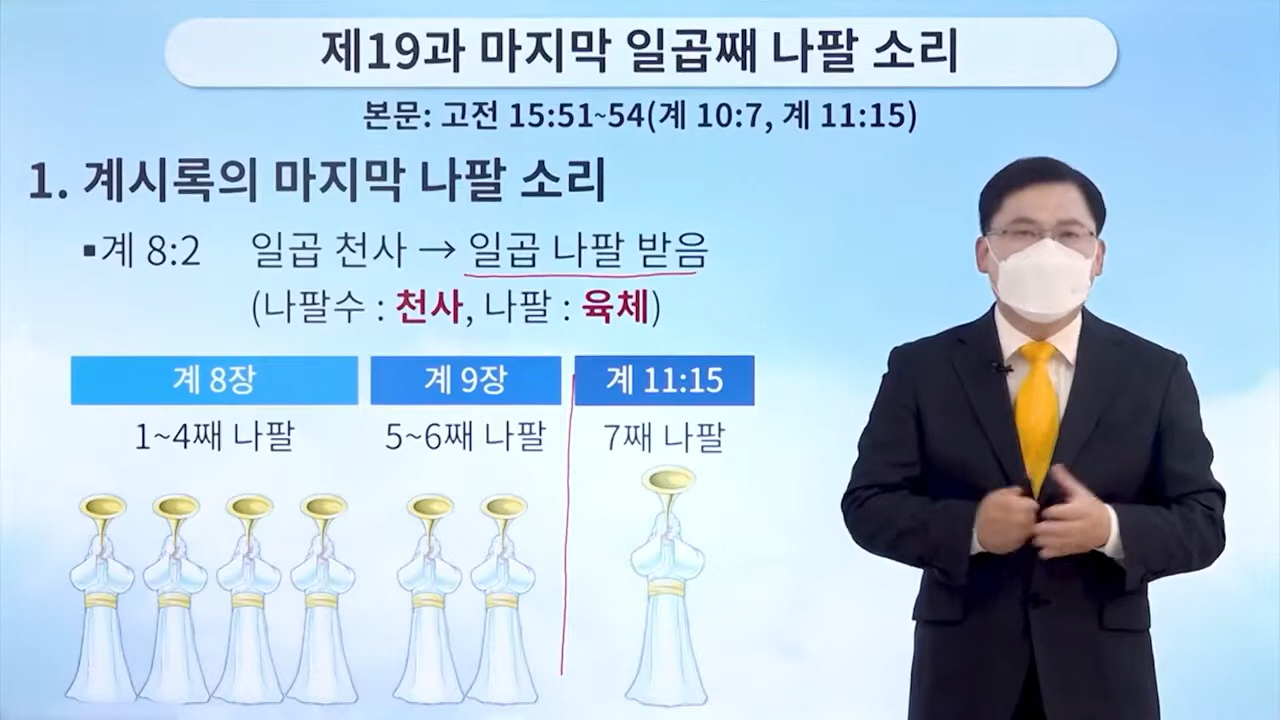 제19과 마지막 일곱째 나팔 소리
본문: 고전 15:51~54(계 10:7, 계 11:15)
1. 계시록의 마지막 나팔 소리
▪계 8:2 일곱 천사 → 일곱 나팔 받음
(나팔수 : 천사, 나팔 : 육체)
계 8장
계 9장
계 11:15
1~4째 나팔
5~6째 나팔
7째 나팔